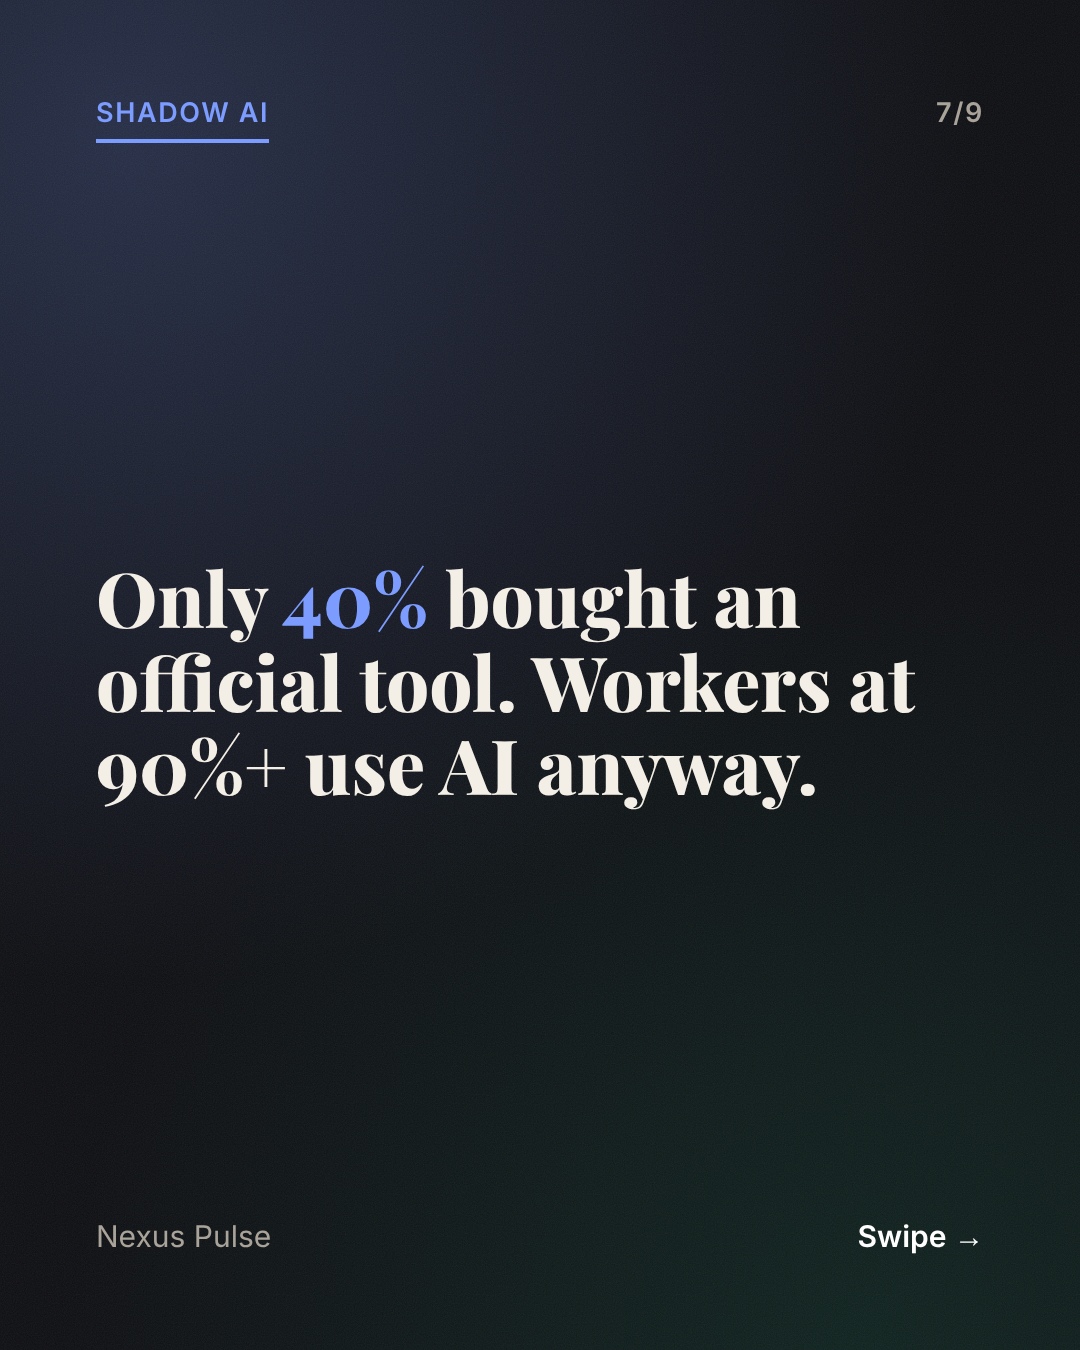 SHADOW AI
7/9
Only 40% bought an
official tool. Workers at
90%+ use AI anyway.
Nexus Pulse
Swipe →